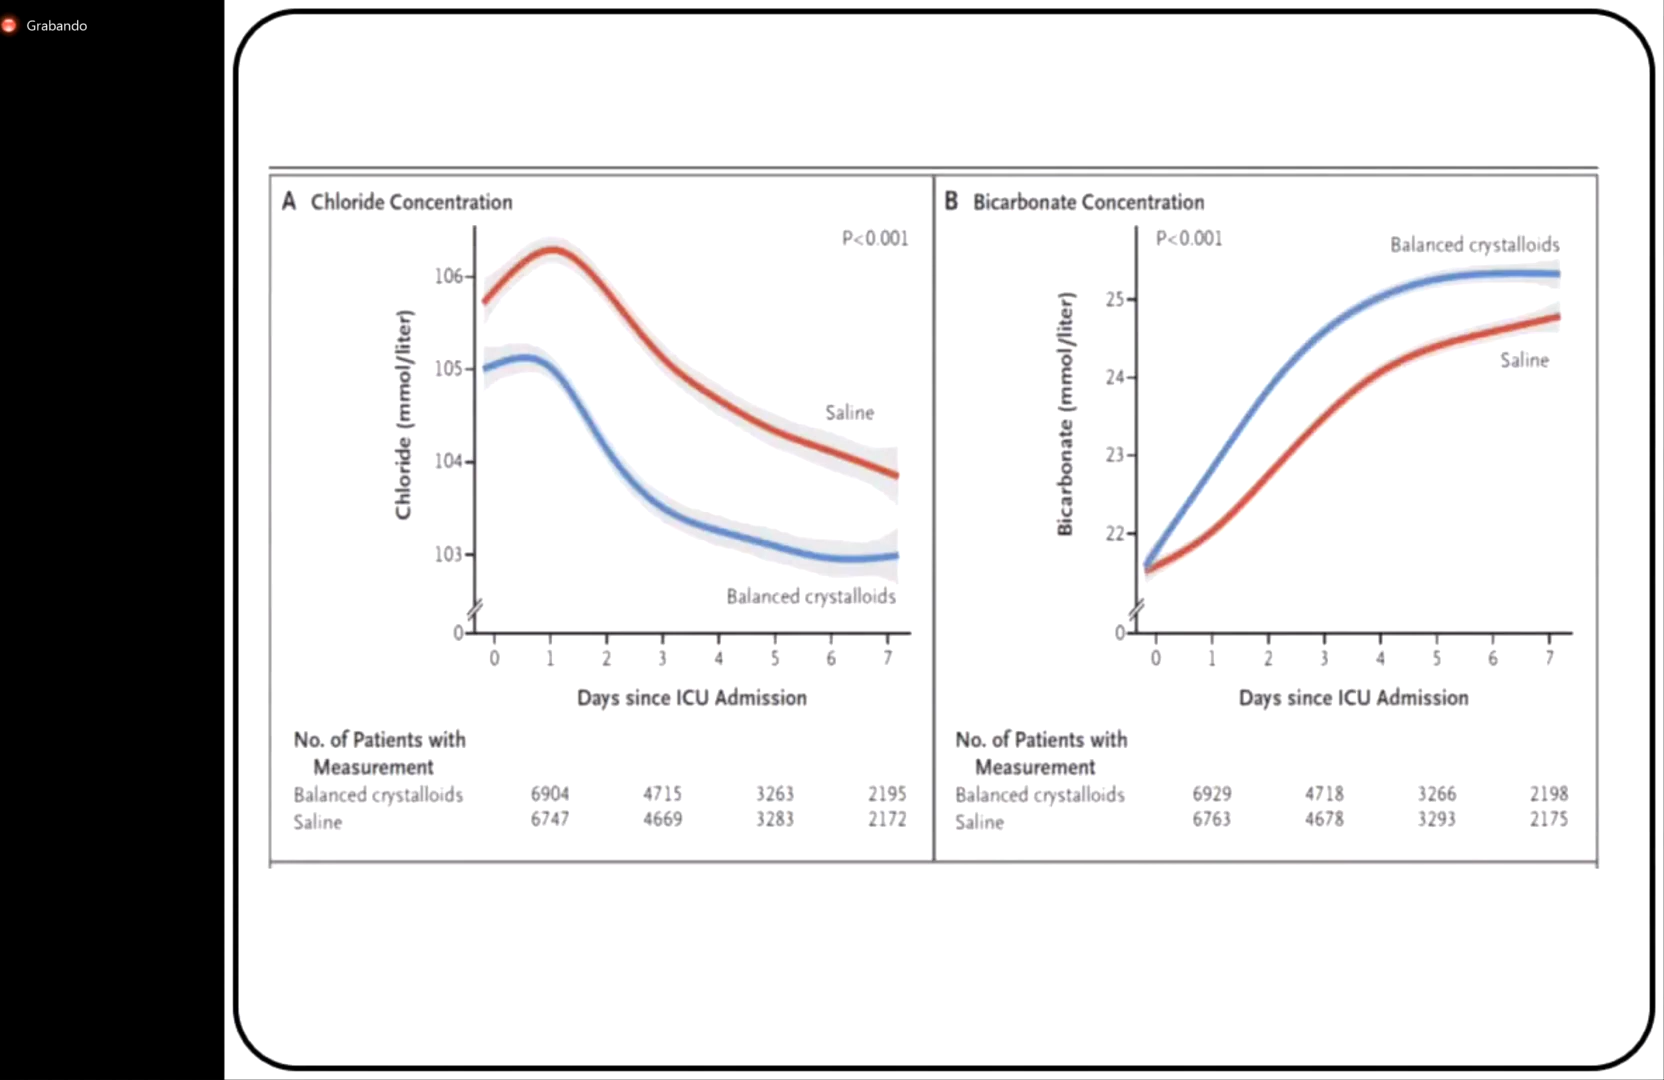 Grabando
A Chloride Concentration
P<0.001
106
105
104
103
0
Chloride (mmol/liter)
Saline
Balanced crystalloids
0 1 2 3 4 5 6 7
Days since ICU Admission
No. of Patients with
Measurement
Balanced crystalloids 6904 4715 3263 2195
Saline 6747 4669 3283 2172
B Bicarbonate Concentration
P<0.001
Balanced crystalloids
25
24
23
22
0
Bicarbonate (mmol/liter)
Saline
0 1 2 3 4 5 6 7
Days since ICU Admission
No. of Patients with
Measurement
Balanced crystalloids 6929 4718 3266 2198
Saline 6763 4678 3293 2175